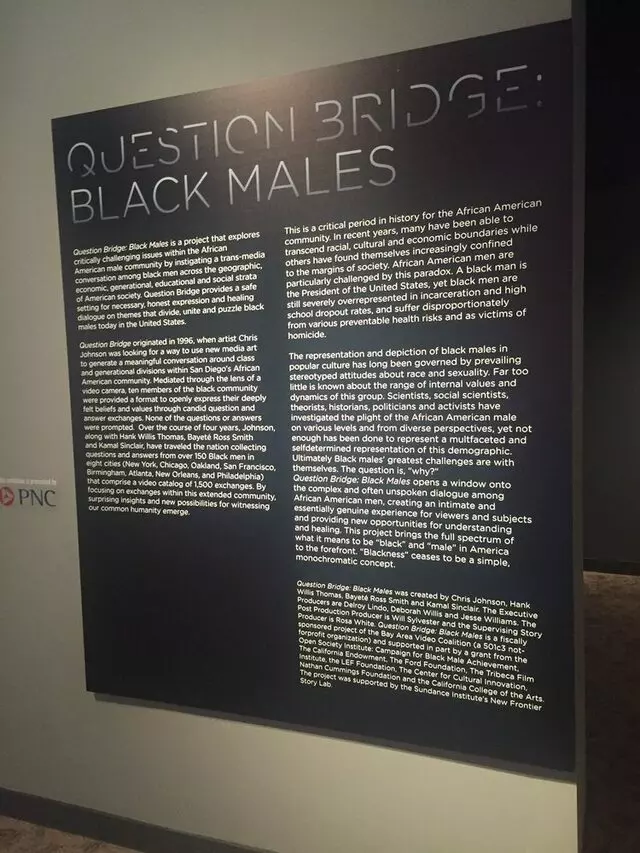 QUESTION BRIDGE:
BLACK MALES
Question Bridge: Black Males is a project that explores
critically challenging issues within the African
American male community by instigating a trans-media
conversation among black men across the geographic,
economic, generational, educational and social strata
of American society. Question Bridge provides a safe
setting for necessary, honest expression and healing
dialogue on themes that divide, unite and puzzle black
males today in the United States.
Question Bridge originated in 1996, when artist Chris
Johnson was looking for a way to use new media art
to generate a meaningful conversation around class
and generational divisions within San Diego's African
American community. Mediated through the lens of a
video camera, ten members of the black community
were provided a format to openly express their deeply
felt beliefs and values through candid question and
answer exchanges. None of the questions or answers
were prompted. Over the course of four years, Johnson,
along with Hank Willis Thomas, Bayeté Ross Smith
and Kamal Sinclair, have traveled the nation collecting
questions and answers from over 150 Black men in
eight cities (New York, Chicago, Oakland, San Francisco,
Birmingham, Atlanta, New Orleans, and Philadelphia)
that comprise a video catalog of 1,500 exchanges. By
focusing on exchanges within this extended community,
surprising insights and new possibilities for witnessing
our common humanity emerge.
This is a critical period in history for the African American
community. In recent years, many have been able to
transcend racial, cultural and economic boundaries while
others have found themselves increasingly confined
to the margins of society. African American men are
particularly challenged by this paradox. A black man is
the President of the United States, yet black men are
still severely overrepresented in incarceration and high
school dropout rates, and suffer disproportionately
from various preventable health risks and as victims of
homicide.
The representation and depiction of black males in
popular culture has long been governed by prevailing
stereotyped attitudes about race and sexuality. Far too
little is known about the range of internal values and
dynamics of this group. Scientists, social scientists,
theorists, historians, politicians and activists have
investigated the plight of the African American male
on various levels and from diverse perspectives, yet not
enough has been done to represent a multifaceted and
selfdetermined representation of this demographic.
Ultimately Black males' greatest challenges are with
themselves. The question is, "why?"
Question Bridge: Black Males opens a window onto
the complex and often unspoken dialogue among
African American men, creating an intimate and
essentially genuine experience for viewers and subjects
and providing new opportunities for understanding
and healing. This project brings the full spectrum of
what it means to be "black" and "male" in America
to the forefront. "Blackness" ceases to be a simple,
monochromatic concept.
Question Bridge: Black Males was created by Chris Johnson, Hank
Willis Thomas, Bayeté Ross Smith and Kamal Sinclair. The Executive
Producers are Delroy Lindo, Deborah Willis and Jesse Williams. The
Post Production Producer is Will Sylvester and the Supervising Story
Producer is Rosa White. Question Bridge: Black Males is a fiscally
sponsored project of the Bay Area Video Coalition (a 501c3 not-
forprofit organization) and supported in part by a grant from the
Open Society Institute: Campaign for Black Male Achievement,
The California Endowment, The Ford Foundation, The Tribeca Film
Institute, the LEF Foundation, The Center for Cultural Innovation,
Nathan Cummings Foundation and the California College of the Arts.
The project was supported by the Sundance Institute's New Frontier
Story Lab.
PNC